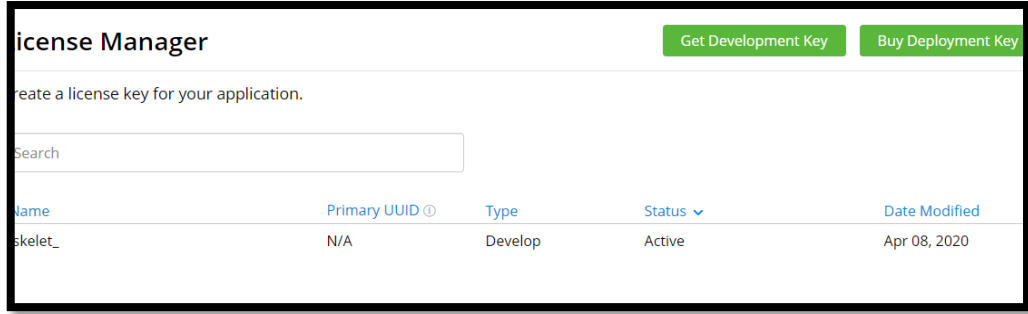 icense Manager
Get Development Key
Buy Deployment Key
reate a license key for your application.
Search
Name
Primary UUID ⓘ
Type
Status
Date Modified
skelet_
N/A
Develop
Active
Apr 08, 2020